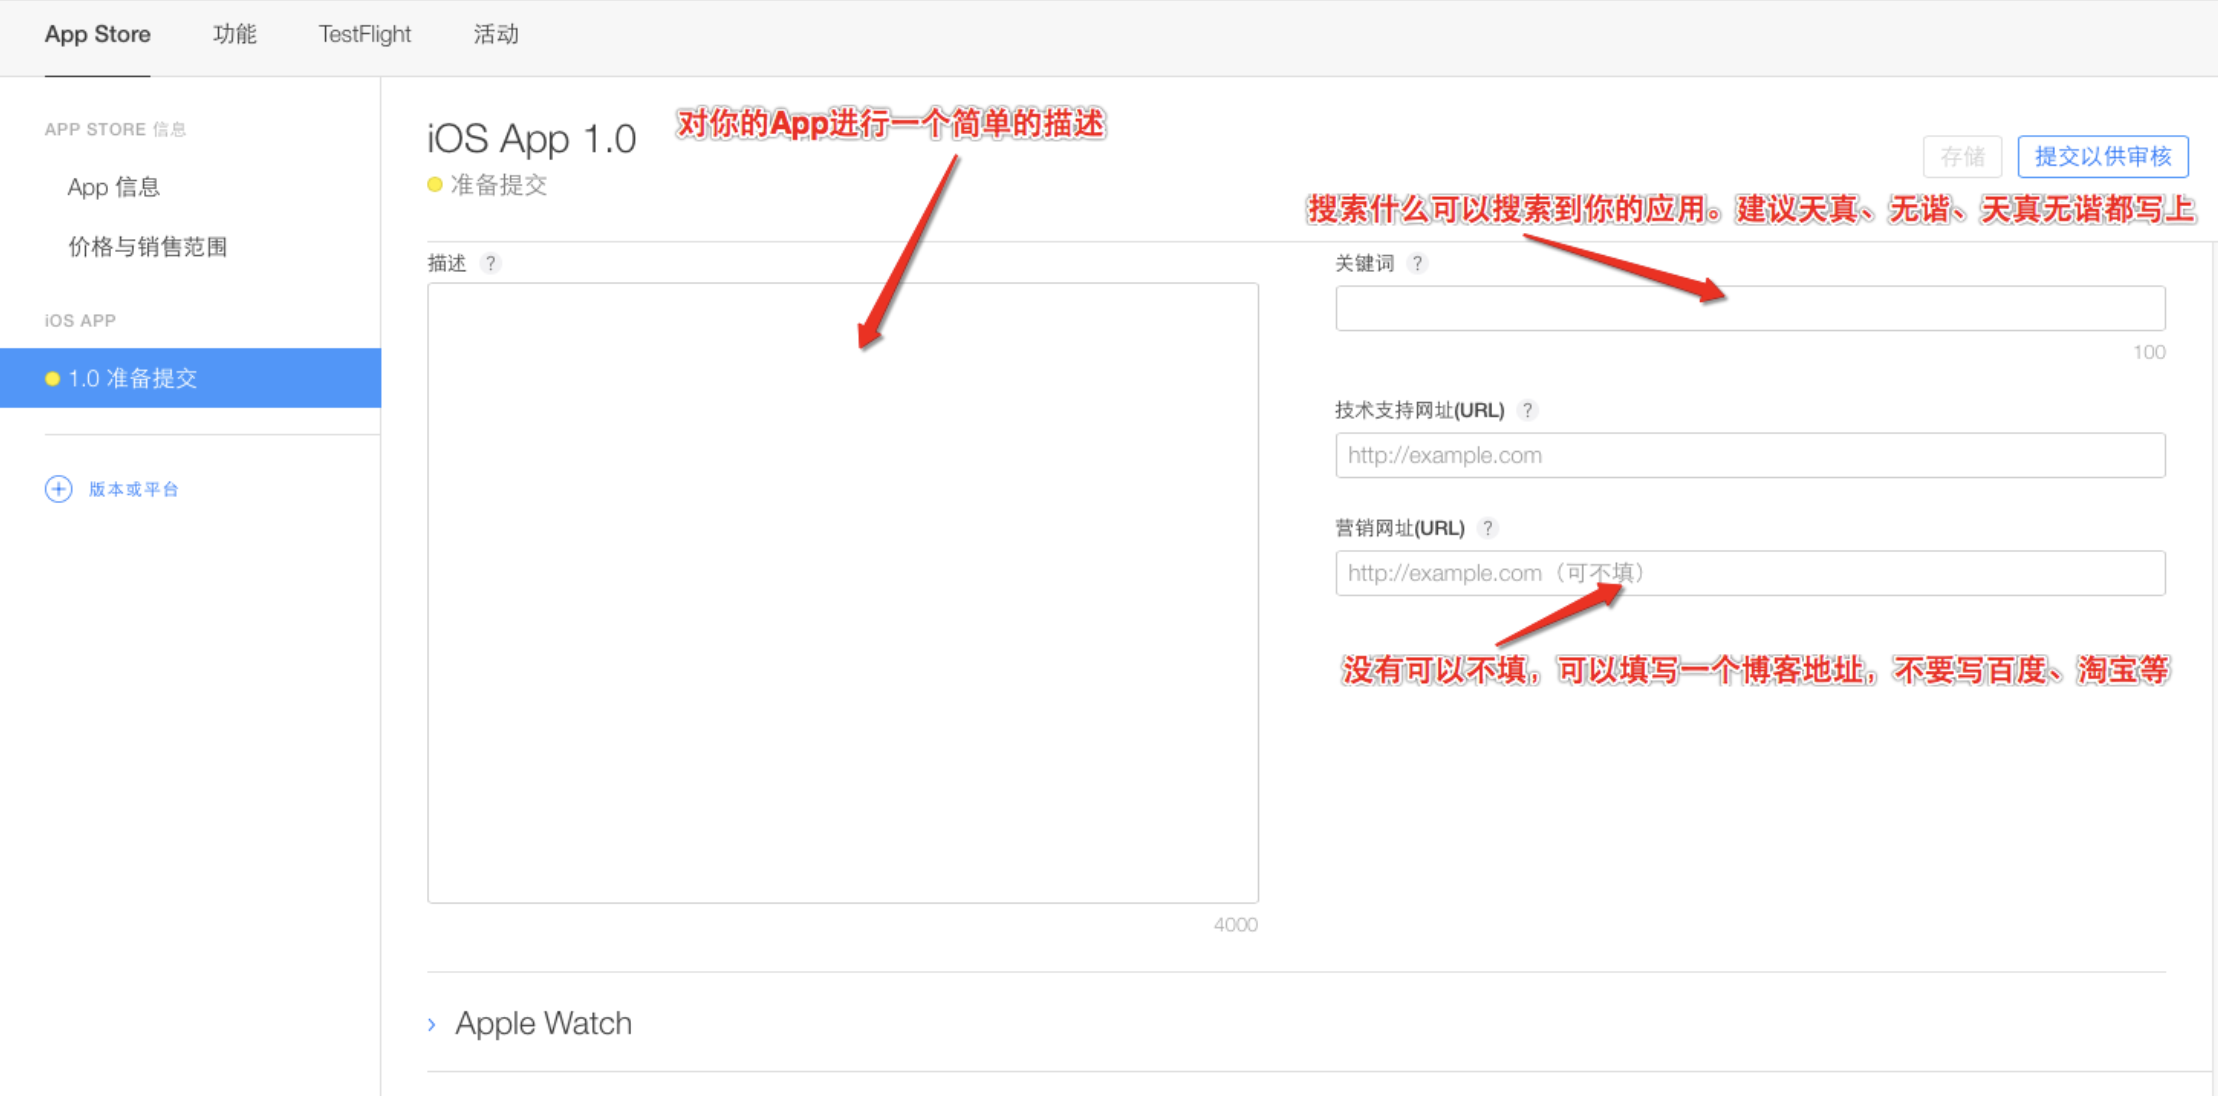 App Store 功能 TestFlight 活动
APP STORE 信息
App 信息
价格与销售范围
iOS APP
1.0 准备提交
版本或平台
iOS App 1.0
对你的App进行一个简单的描述
准备提交
存储 提交以供审核
搜索什么可以搜索到你的应用。建议天真、无谐、天真无谐都写上
描述 ?
4000
关键词 ?
100
技术支持网址(URL) ?
http://example.com
营销网址(URL) ?
http://example.com（可不填）
没有可以不填，可以填写一个博客地址，不要写百度、淘宝等
Apple Watch